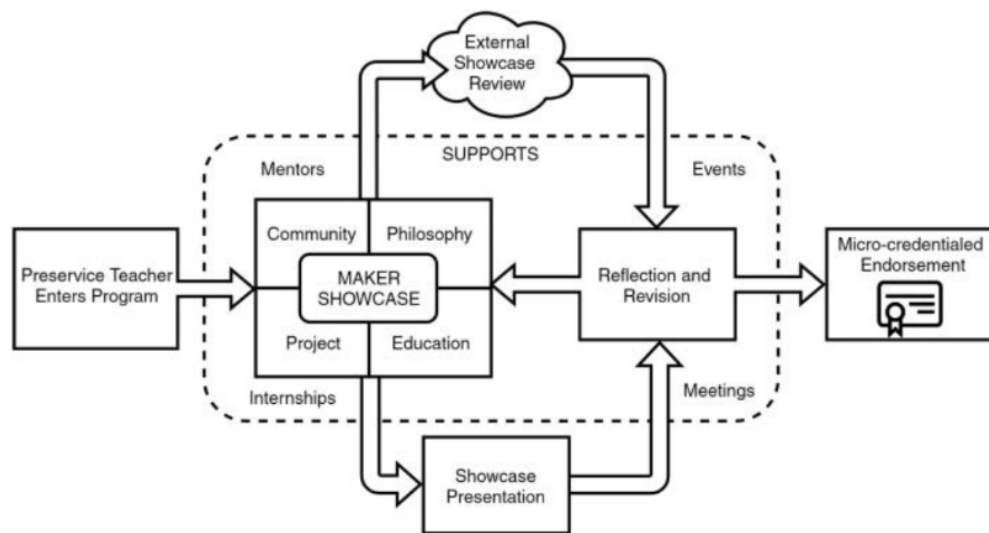 External
Showcase
Review
SUPPORTS
Mentors
Events
Community
Philosophy
MAKER
SHOWCASE
Project
Education
Preservice Teacher
Enters Program
Reflection and
Revision
Micro-credentialed
Endorsement
Internships
Meetings
Showcase
Presentation